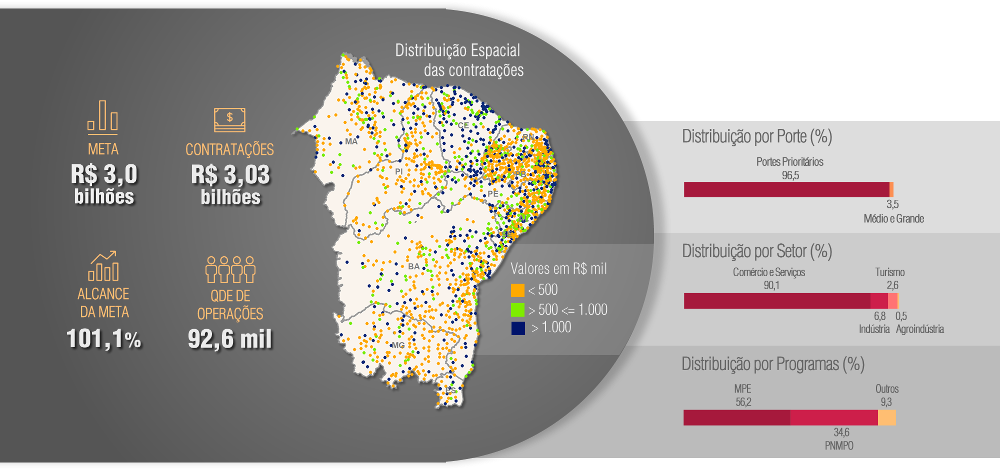 META
R$ 3,0
bilhões
CONTRATAÇÕES
R$ 3,03
bilhões
ALCANCE
DA META
101,1%
QDE DE
OPERAÇÕES
92,6 mil
Distribuição Espacial
das contratações
MA
CE
RN
PI
PB
PE
AL
SE
BA
MG
ES
Valores em R$ mil
< 500
> 500 <= 1.000
> 1.000
Distribuição por Porte (%)
Portes Prioritários
96,5
3,5
Médio e Grande
Distribuição por Setor (%)
Comércio e Serviços
90,1
Turismo
2,6
6,8
Indústria
0,5
Agroindústria
Distribuição por Programas (%)
MPE
56,2
Outros
9,3
34,6
PNMPO